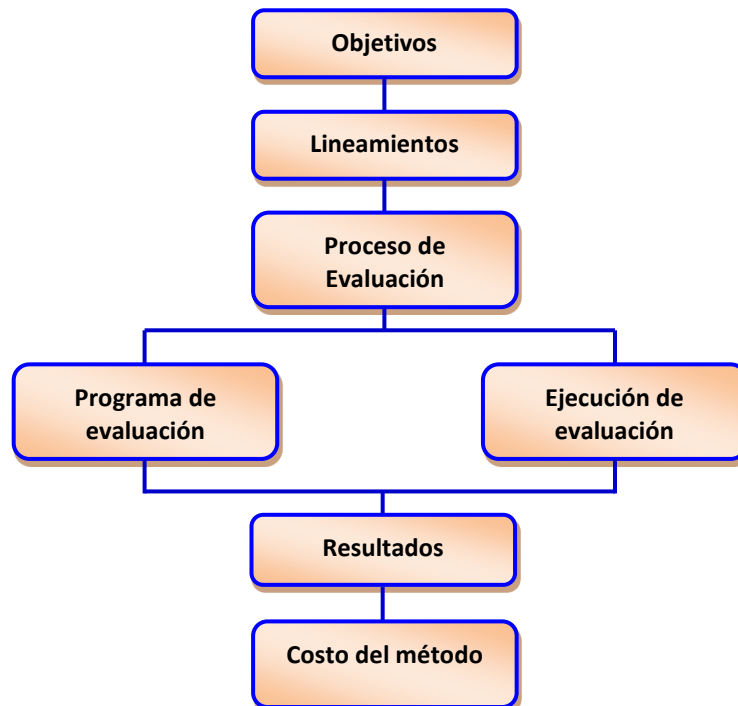 Objetivos
Lineamientos
Proceso de
Evaluación
Programa de
evaluación
Ejecución de
evaluación
Resultados
Costo del método